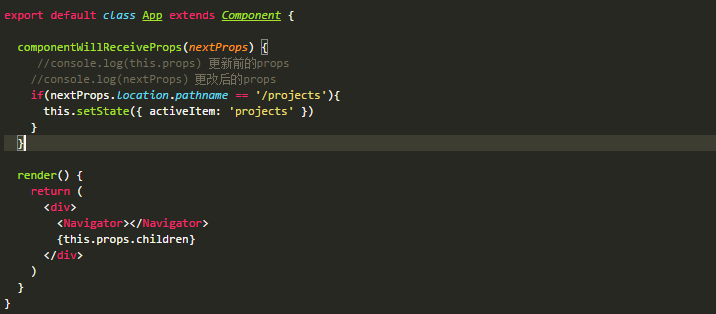 export default class App extends Component {
componentWillReceiveProps(nextProps) {
//console.log(this.props) 更新前的props
//console.log(nextProps) 更改后的props
if(nextProps.location.pathname == '/projects'){
this.setState({ activeItem: 'projects' })
}
}
render() {
return (
<div>
<Navigator></Navigator>
{this.props.children}
</div>
)
}
}